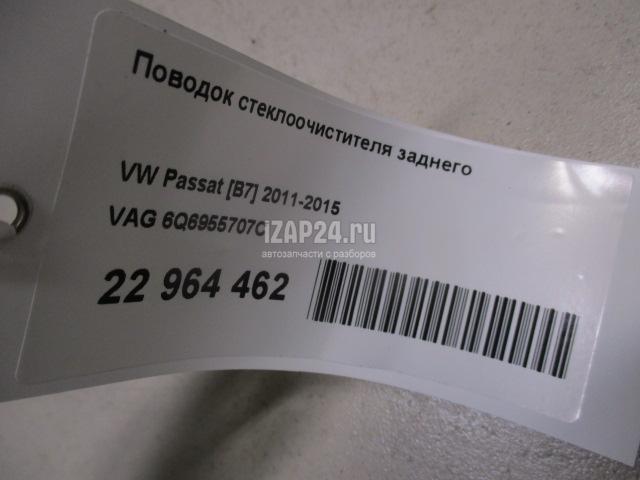 Поводок стеклоочистителя заднего
VW Passat [B7] 2011-2015
VAG 6Q6955707C
iZAP24.ru
автозапчасти с разборов
22 964 462